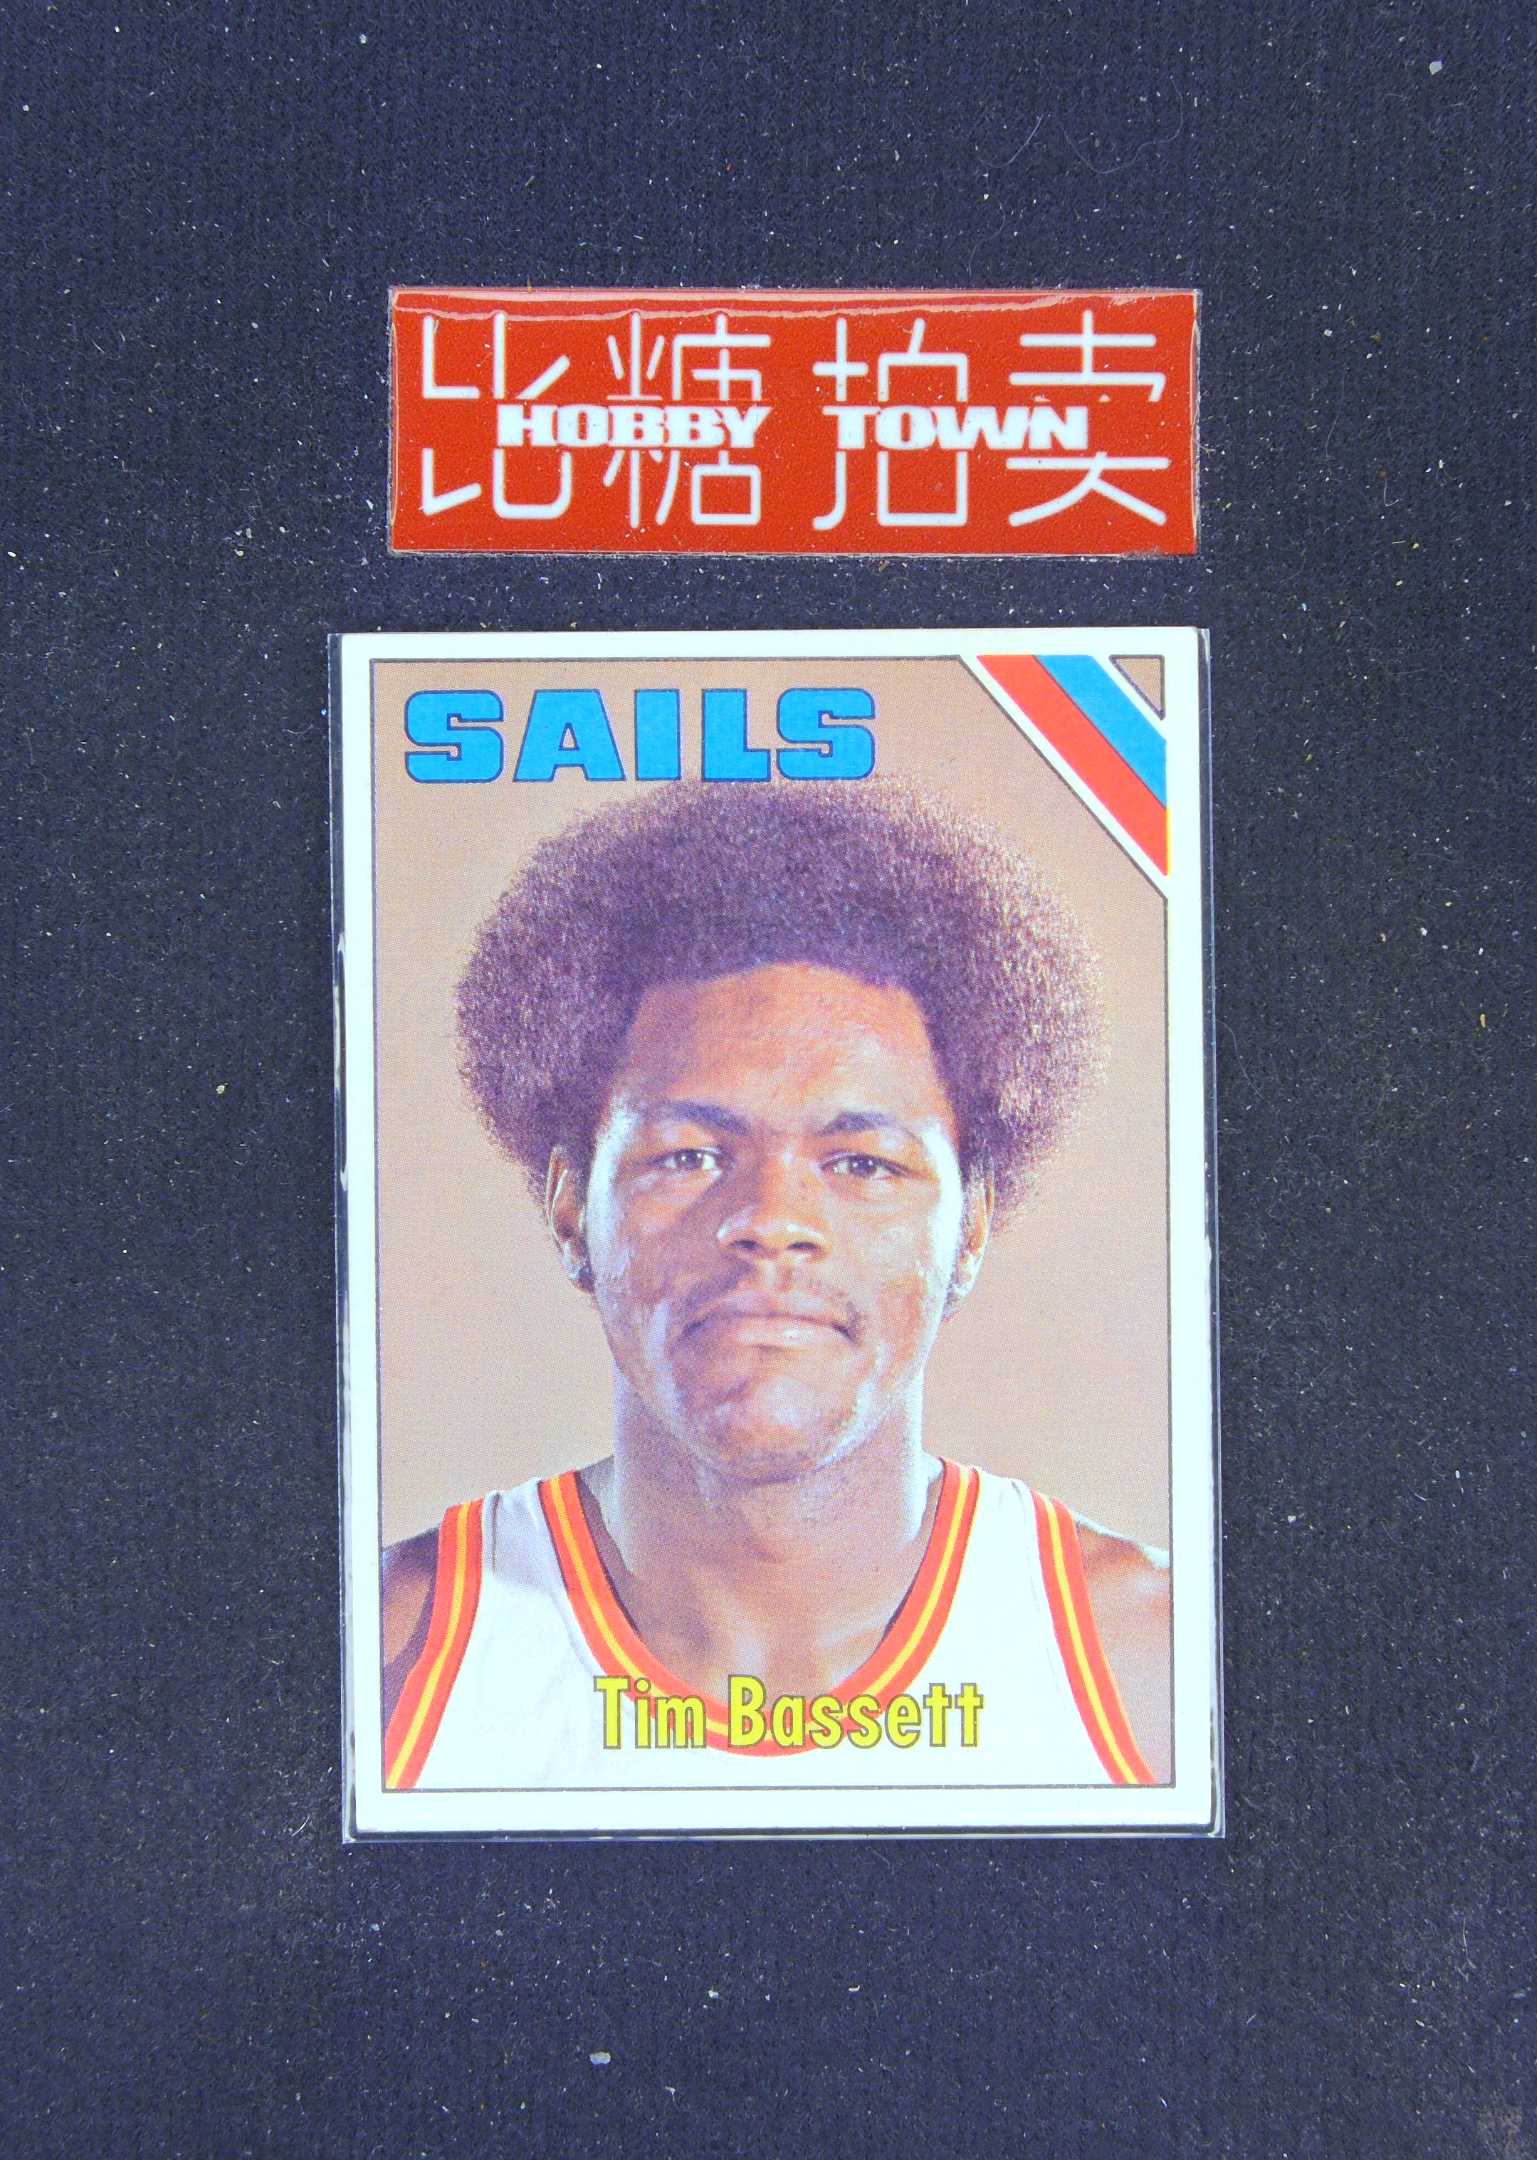 比糖拍卖
HOBBY TOWN
SAILS
Tim Bassett